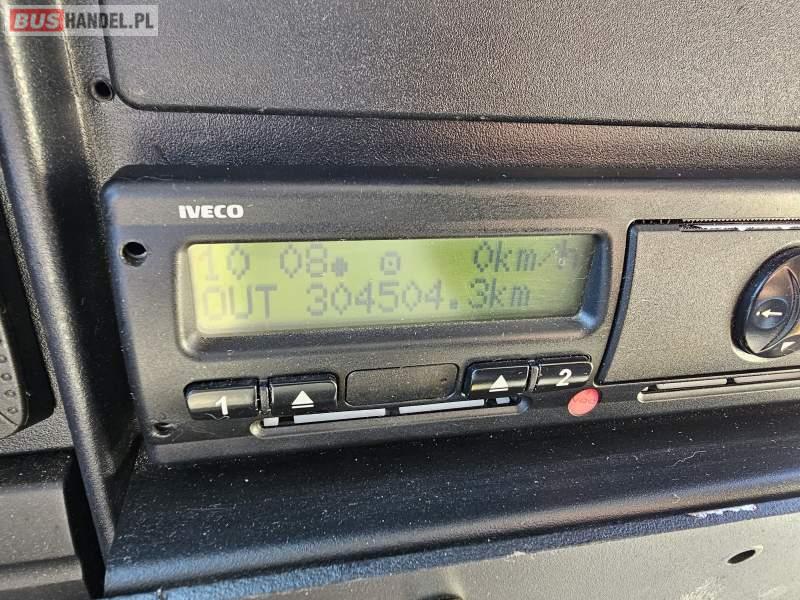 BUSHANDEL.PL
IVECO
10 08 0km/h
OUT 304504.3km
1 2